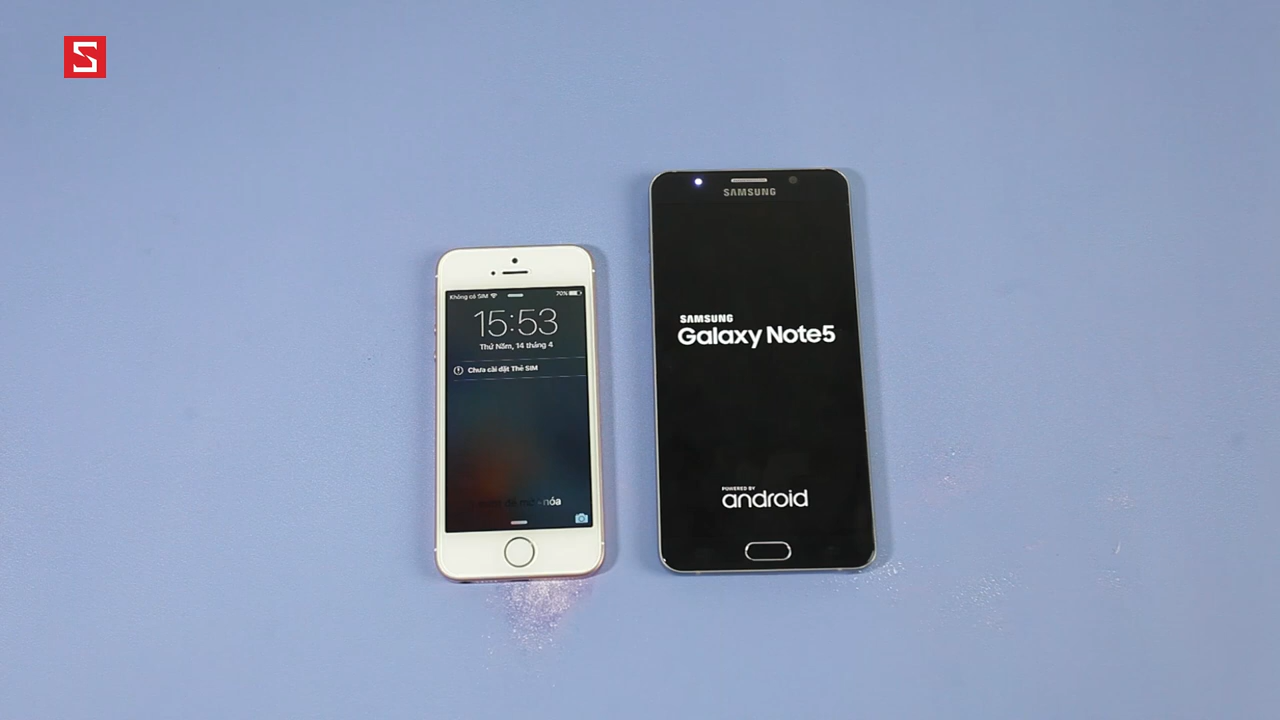 S
Không có SIM
70%
15:53
Thứ Năm, 14 tháng 4
Chưa cài đặt Thẻ SIM
khóa
SAMSUNG
SAMSUNG
Galaxy Note5
POWERED BY
android